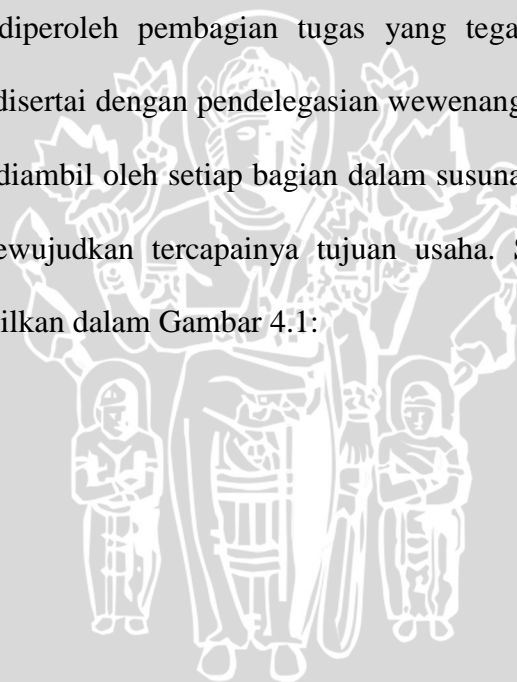 diperoleh pembagian tugas yang tega
disertai dengan pendelegasian wewenang
diambil oleh setiap bagian dalam susuna
ewujudkan tercapainya tujuan usaha. S
ilkan dalam Gambar 4.1: